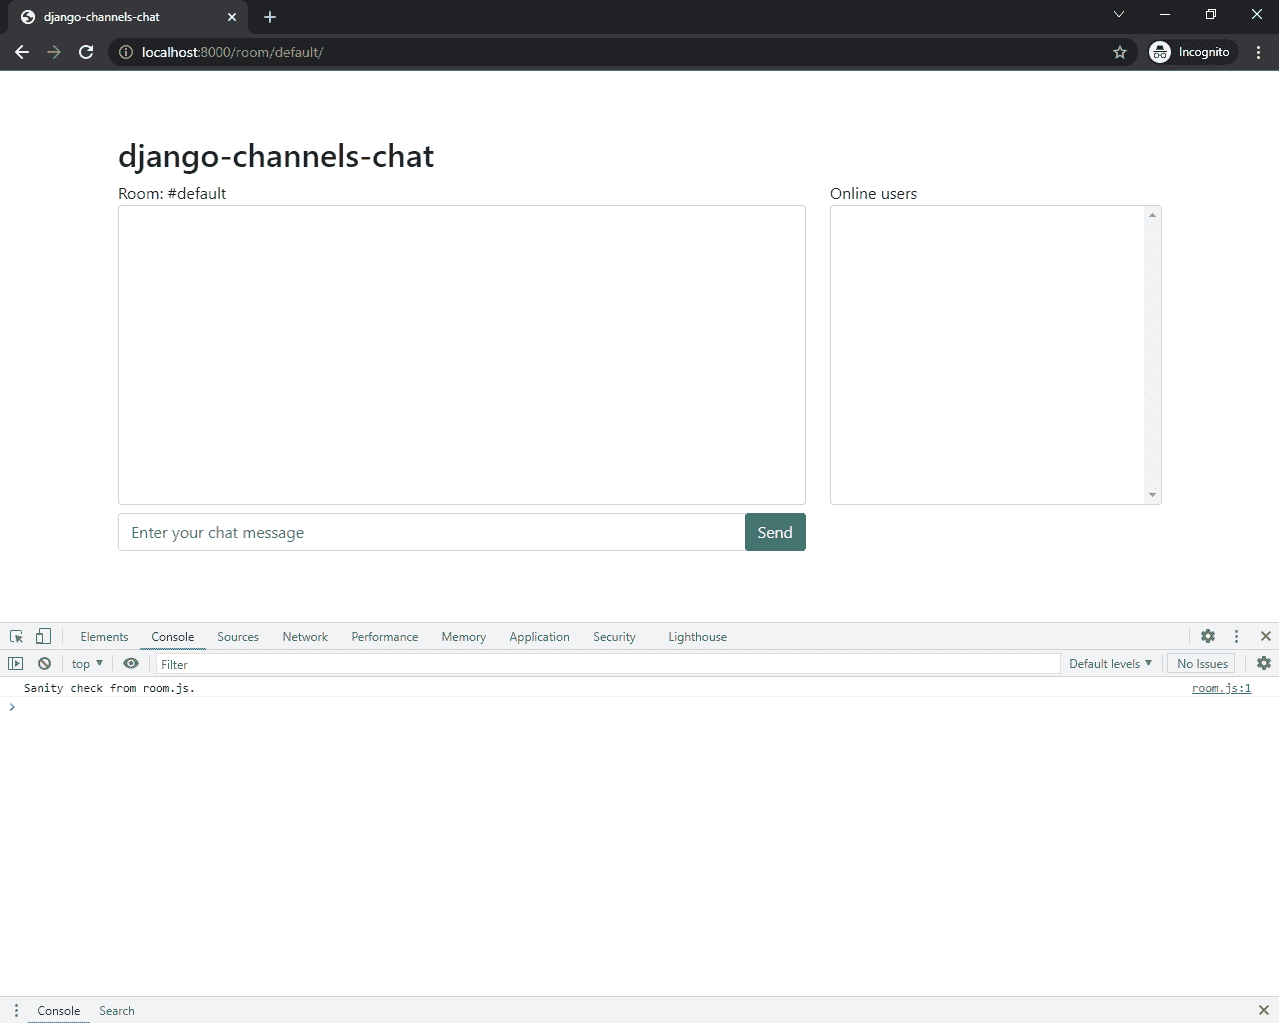 django-channels-chat
localhost:8000/room/default/
Incognito
django-channels-chat
Room: #default
Online users
Enter your chat message
Send
Elements Console Sources Network Performance Memory Application Security Lighthouse
top Filter Default levels No Issues
Sanity check from room.js. room.js:1
Console Search